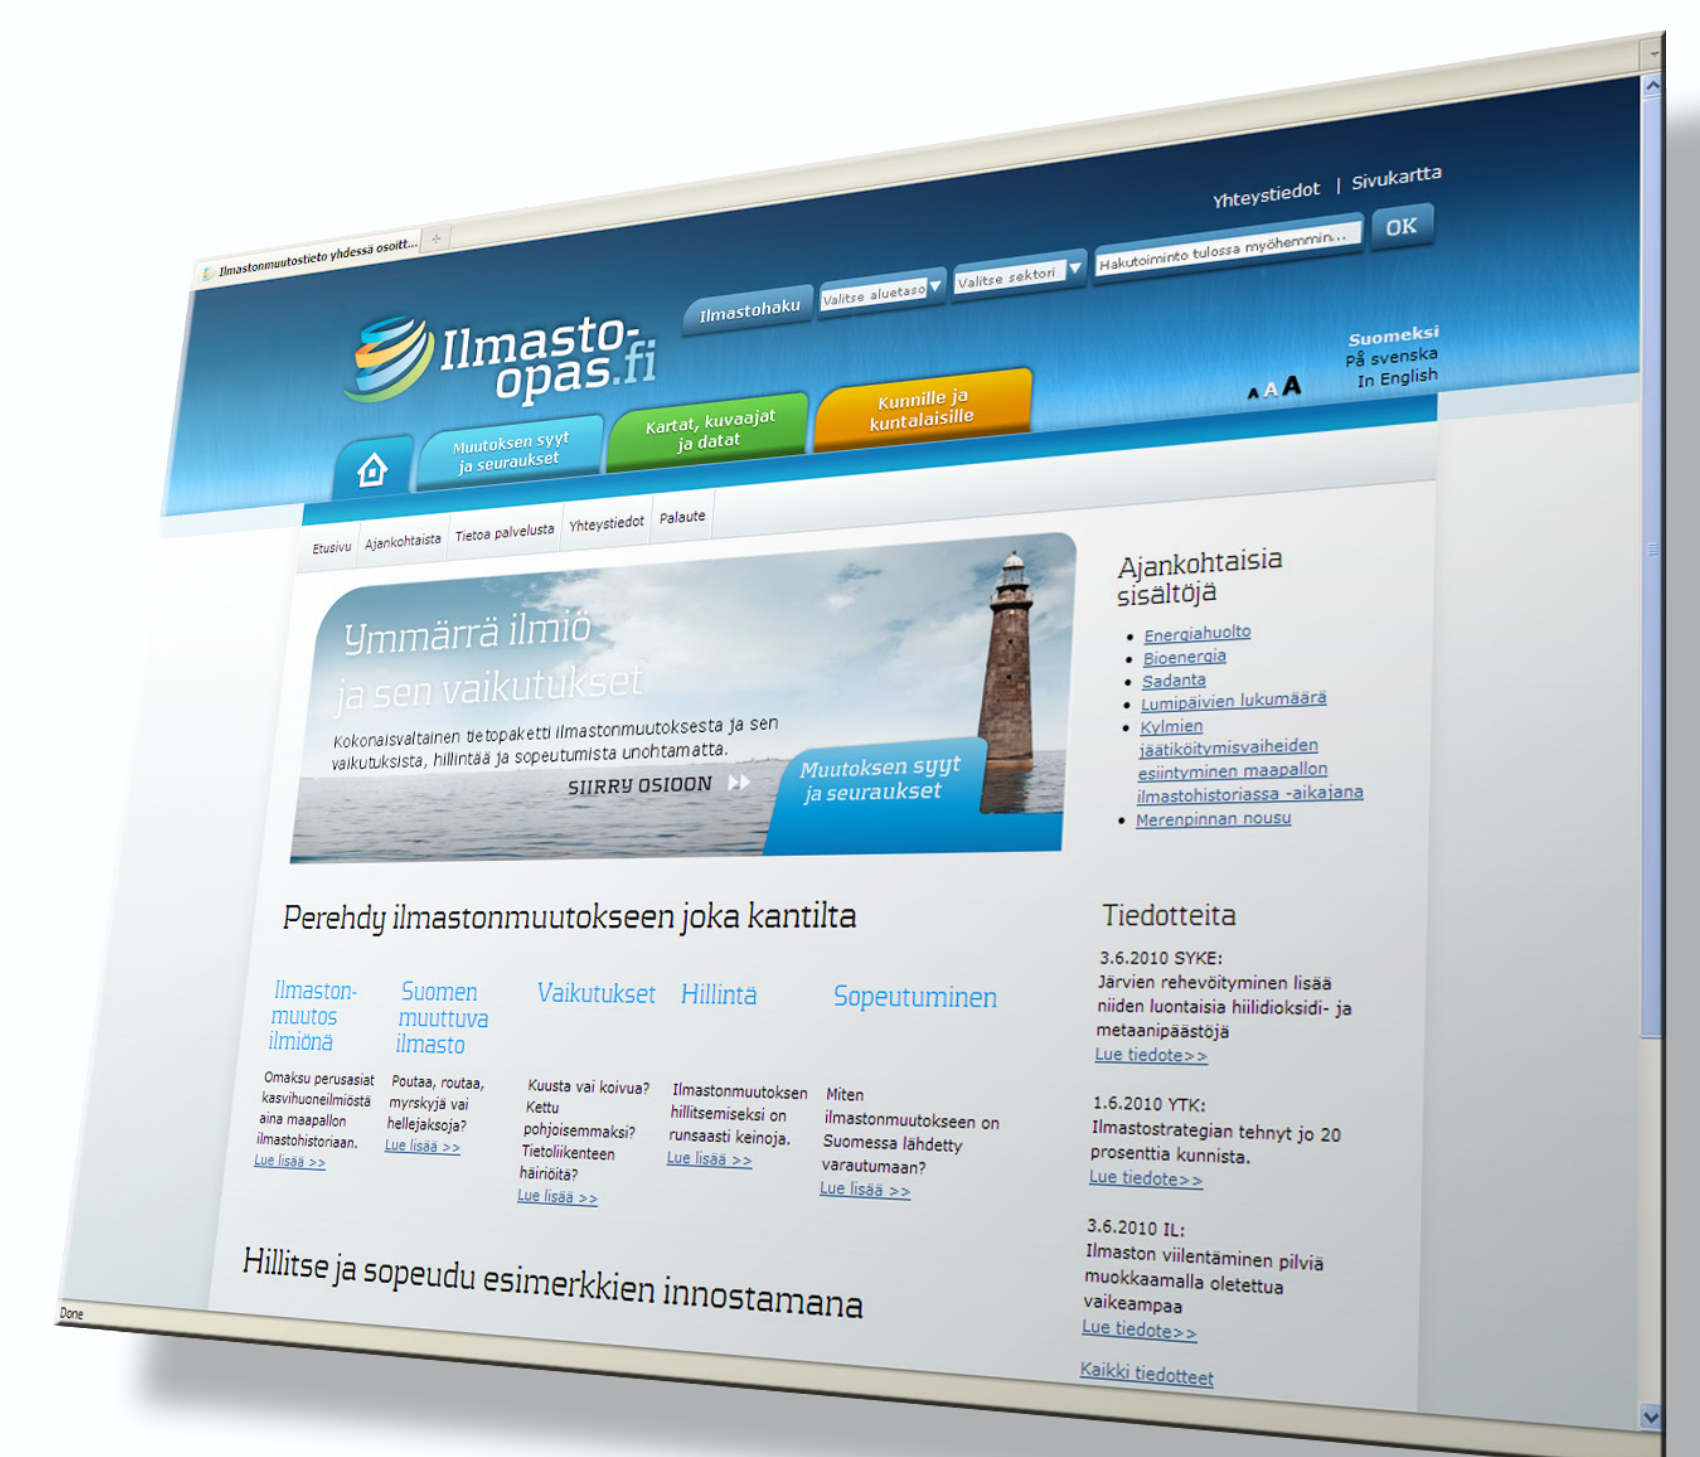 Ilmastonmuutostieto yhdessä osoitt...
Yhteystiedot | Sivukartta
Ilmastohaku
Valitse aluetaso
Valitse sektori
Hakutoiminto tulossa myöhemmin...
OK
Ilmasto-
opas.fi
Suomeksi
På svenska
In English
A A A
Muutoksen syyt
ja seuraukset
Kartat, kuvaajat
ja datat
Kunnille ja
kuntalaisille
Etusivu
Ajankohtaista
Tietoa palvelusta
Yhteystiedot
Palaute
Ymmärrä ilmiö
ja sen vaikutukset
Kokonaisvaltainen tietopaketti ilmastonmuutoksesta ja sen
vaikutuksista, hillintää ja sopeutumista unohtamatta.
SIIRRY OSIOON
Muutoksen syyt
ja seuraukset
Ajankohtaisia
sisältöjä
Energiahuolto
Bioenergia
Sadanta
Lumipäivien lukumäärä
Kylmien
jäätiköitymisvaiheiden
esiintyminen maapallon
ilmastohistoriassa -aikajana
Merenpinnan nousu
Perehdy ilmastonmuutokseen joka kantilta
Ilmaston-
muutos
ilmiönä
Omaksu perusasiat
kasvihuoneilmiöstä
aina maapallon
ilmastohistoriaan.
Lue lisää >>
Suomen
muuttuva
ilmasto
Poutaa, routaa,
myrskyjä vai
hellejaksoja?
Lue lisää >>
Vaikutukset
Kuusta vai koivua?
Kettu
pohjoisemmaksi?
Tietoliikenteen
häiriöitä?
Lue lisää >>
Hillintä
Ilmastonmuutoksen
hillitsemiseksi on
runsaasti keinoja.
Lue lisää >>
Sopeutuminen
Miten
ilmastonmuutokseen on
Suomessa lähdetty
varautumaan?
Lue lisää >>
Tiedotteita
3.6.2010 SYKE:
Järvien rehevöityminen lisää
niiden luontaisia hiilidioksidi- ja
metaanipäästöjä
Lue tiedote>>
1.6.2010 YTK:
Ilmastostrategian tehnyt jo 20
prosenttia kunnista.
Lue tiedote>>
3.6.2010 IL:
Ilmaston viilentäminen pilviä
muokkaamalla oletettua
vaikeampaa
Lue tiedote>>
Kaikki tiedotteet
Hillitse ja sopeudu esimerkkien innostamana
Done